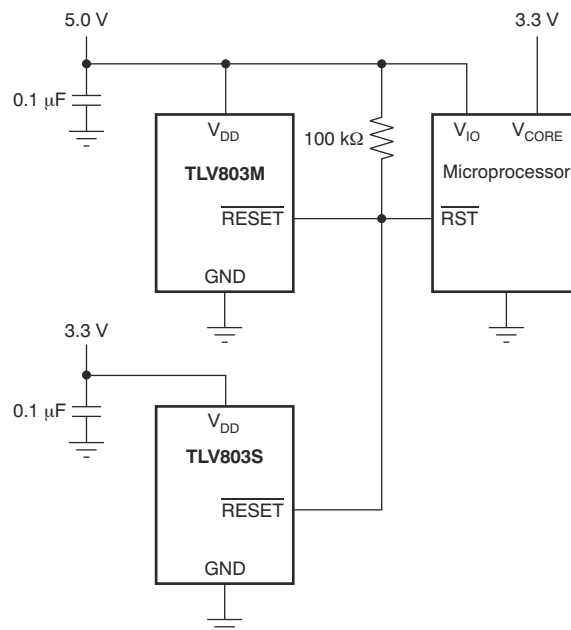 5.0 V
3.3 V
0.1 μF
V_DD
100 kΩ
V_IO
V_CORE
TLV803M
Microprocessor
RESET
RST
GND
3.3 V
0.1 μF
V_DD
TLV803S
RESET
GND